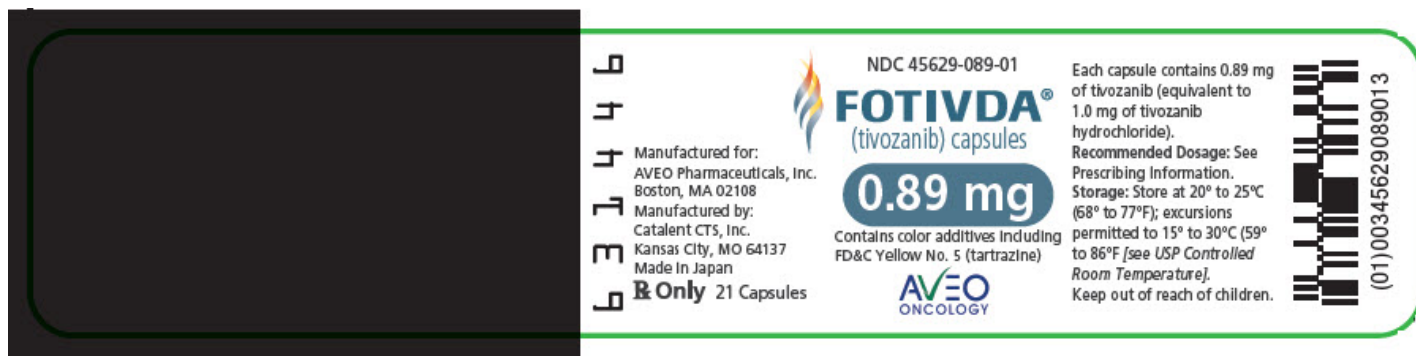 Manufactured for:
AVEO Pharmaceuticals, Inc.
Boston, MA 02108
Manufactured by:
Catalent CTS, Inc.
Kansas City, MO 64137
Made in Japan
Rx Only 21 Capsules
NDC 45629-089-01
FOTIVDA®
(tivozanib) capsules
0.89 mg
Contains color additives including
FD&C Yellow No. 5 (tartrazine)
AVEO
ONCOLOGY
Each capsule contains 0.89 mg
of tivozanib (equivalent to
1.0 mg of tivozanib
hydrochloride).
Recommended Dosage: See
Prescribing Information.
Storage: Store at 20° to 25°C
(68° to 77°F); excursions
permitted to 15° to 30°C (59°
to 86°F [see USP Controlled
Room Temperature].
Keep out of reach of children.
(01)00345629089013